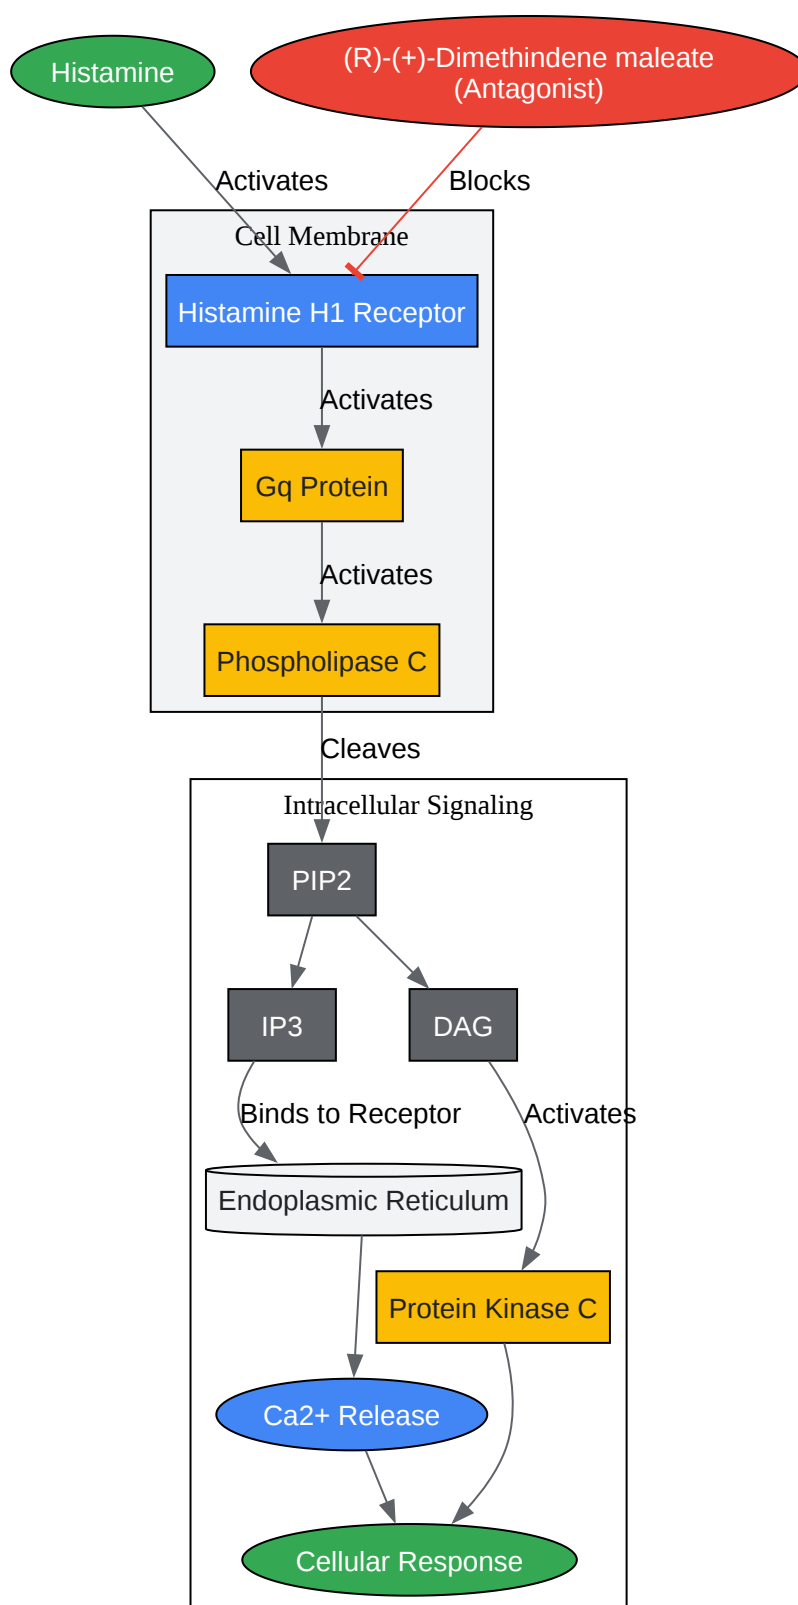 Histamine
(R)-(+)-Dimethindene maleate
(Antagonist)
Activates
Blocks
Cell Membrane
Histamine H1 Receptor
Activates
Gq Protein
Activates
Phospholipase C
Cleaves
Intracellular Signaling
PIP2
IP3
DAG
Binds to Receptor
Activates
Endoplasmic Reticulum
Protein Kinase C
Ca2+ Release
Cellular Response